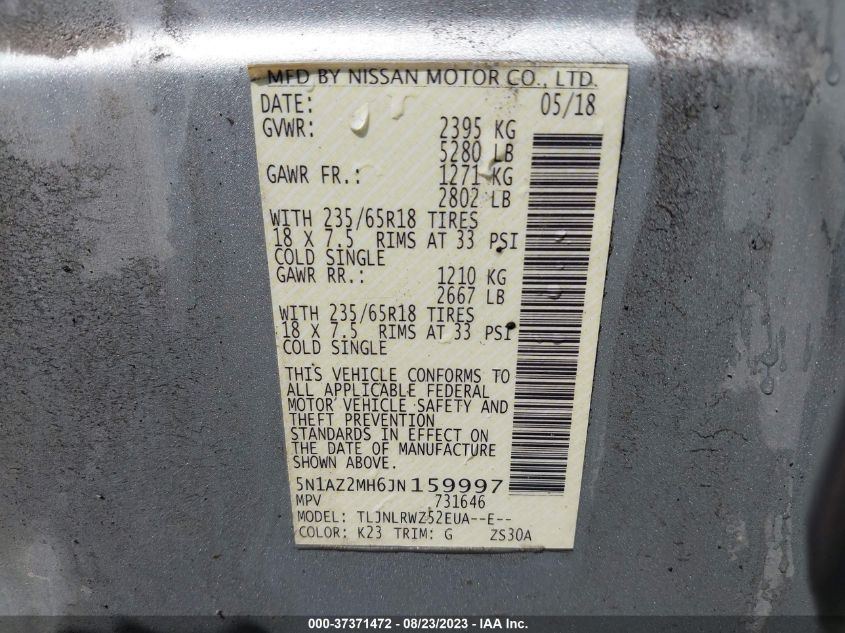 MFD BY NISSAN MOTOR CO., LTD.
DATE: 05/18
GVWR: 2395 KG
5280 LB
GAWR FR.: 1271 KG
2802 LB
WITH 235/65R18 TIRES
18 X 7.5 RIMS AT 33 PSI
COLD SINGLE
GAWR RR.: 1210 KG
2667 LB
WITH 235/65R18 TIRES
18 X 7.5 RIMS AT 33 PSI
COLD SINGLE
THIS VEHICLE CONFORMS TO
ALL APPLICABLE FEDERAL
MOTOR VEHICLE SAFETY AND
THEFT PREVENTION
STANDARDS IN EFFECT ON
THE DATE OF MANUFACTURE
SHOWN ABOVE.
5N1AZ2MH6JN159997
MPV 731646
MODEL: TLJNLRWZ52EUA--E--
COLOR: K23 TRIM: G ZS30A
000-37371472 - 08/23/2023 - IAA Inc.